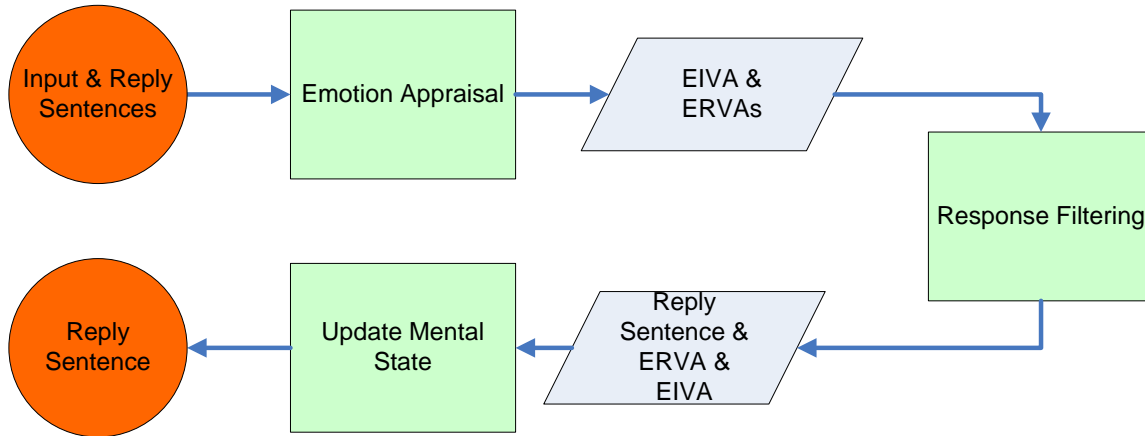 Input & Reply
Sentences
Emotion Appraisal
EIVA &
ERVAs
Response Filtering
Reply
Sentence &
ERVA &
EIVA
Update Mental
State
Reply
Sentence